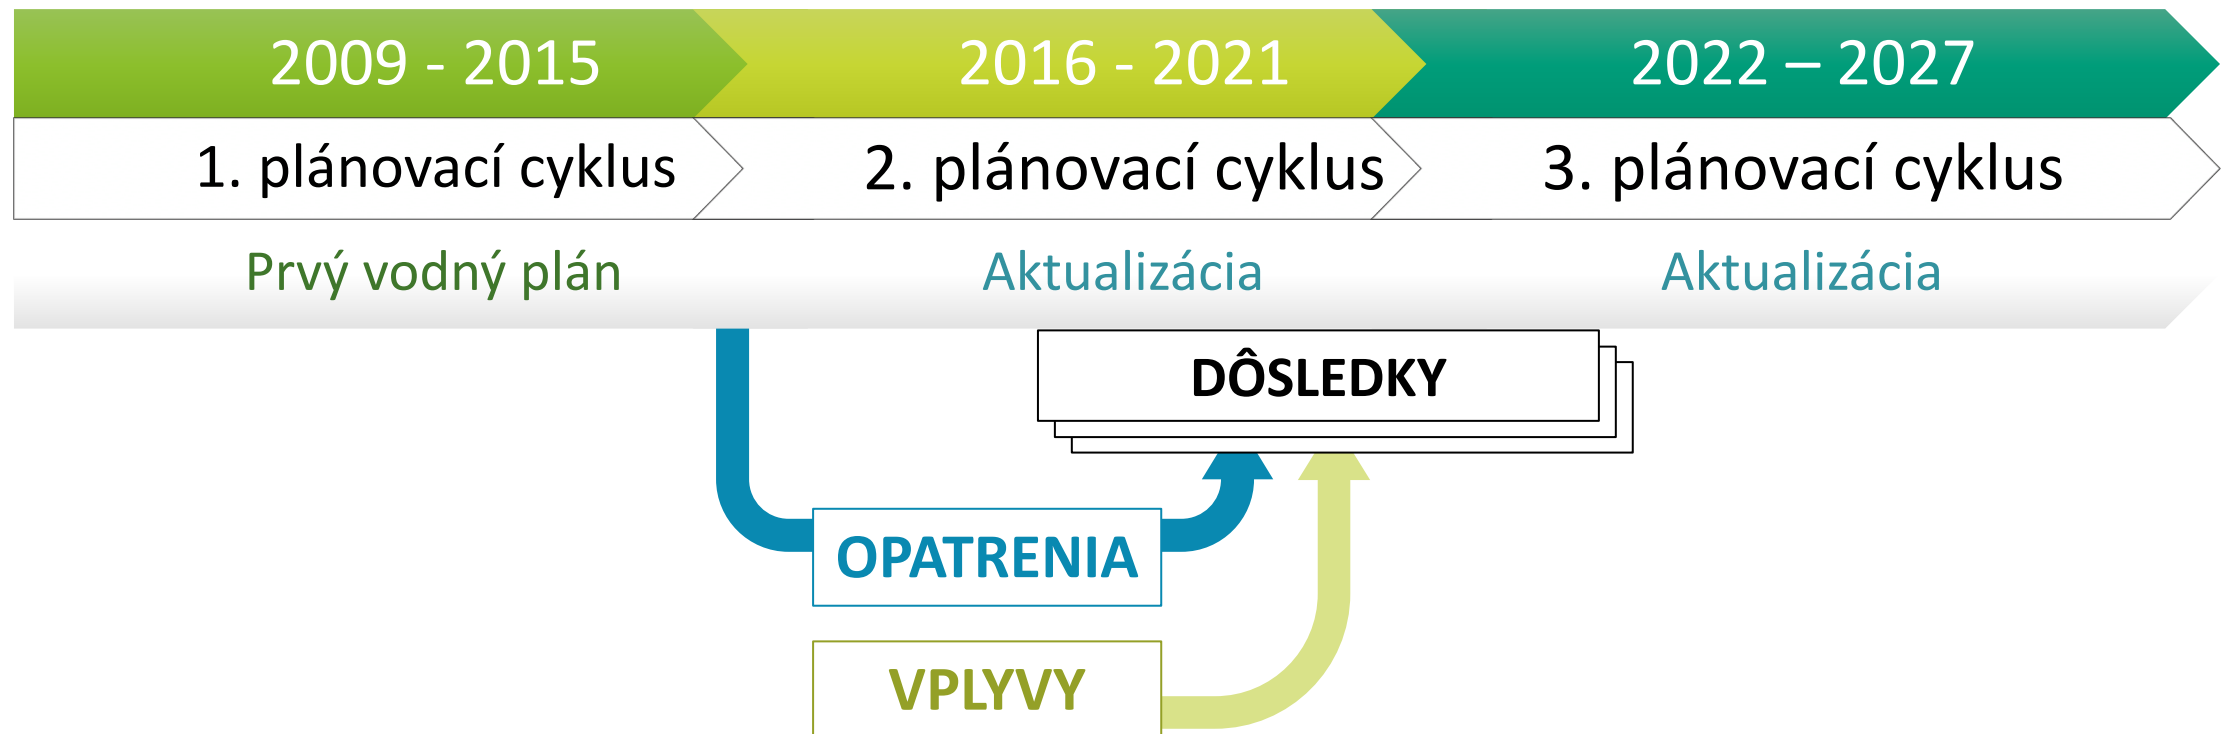 2009 - 2015
2016 - 2021
2022 – 2027
1. plánovací cyklus
2. plánovací cyklus
3. plánovací cyklus
Prvý vodný plán
Aktualizácia
Aktualizácia
DÔSLEDKY
OPATRENIA
VPLYVY